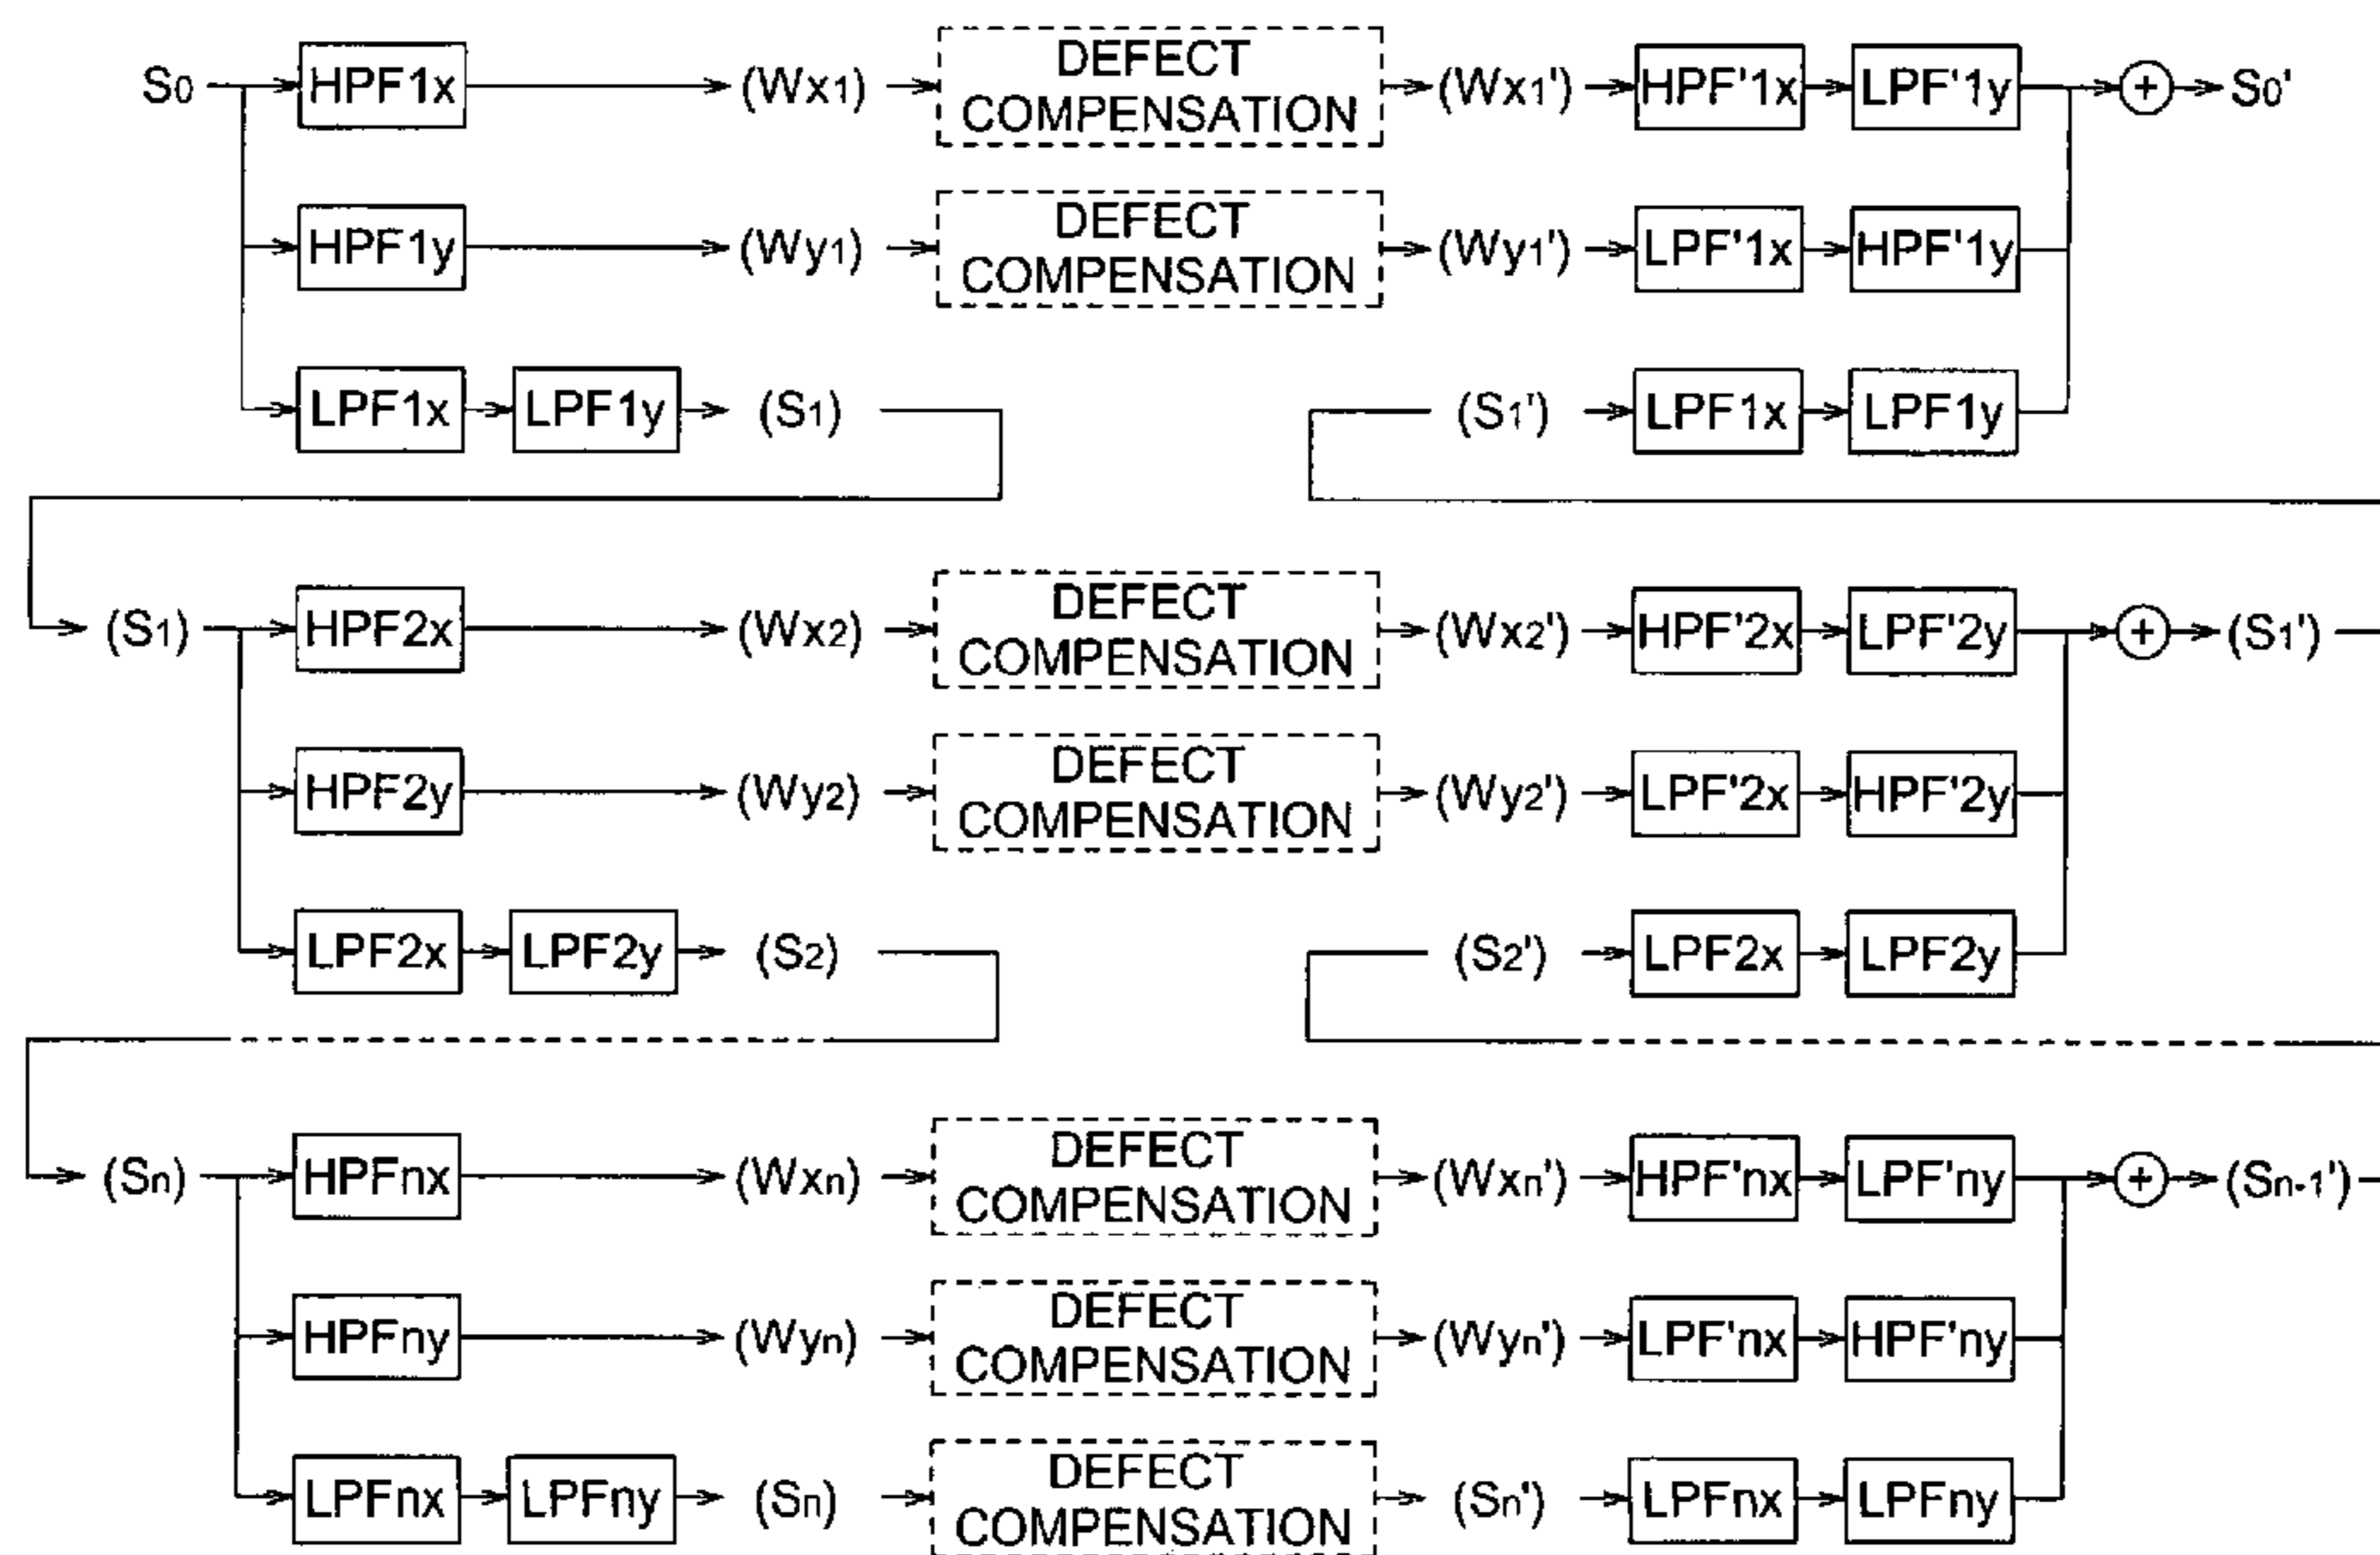 S0 HPF1x (Wx1) DEFECT COMPENSATION (Wx1') HPF'1x LPF'1y + S0'
HPF1y (Wy1) DEFECT COMPENSATION (Wy1') LPF'1x HPF'1y
LPF1x LPF1y (S1) (S1') LPF1x LPF1y
(S1) HPF2x (Wx2) DEFECT COMPENSATION (Wx2') HPF'2x LPF'2y + (S1')
HPF2y (Wy2) DEFECT COMPENSATION (Wy2') LPF'2x HPF'2y
LPF2x LPF2y (S2) (S2') LPF2x LPF2y
(Sn) HPFnx (Wxn) DEFECT COMPENSATION (Wxn') HPF'nx LPF'ny + (Sn-1')
HPFny (Wyn) DEFECT COMPENSATION (Wyn') LPF'nx HPF'ny
LPFnx LPFny (Sn) DEFECT COMPENSATION (Sn') LPFnx LPFny